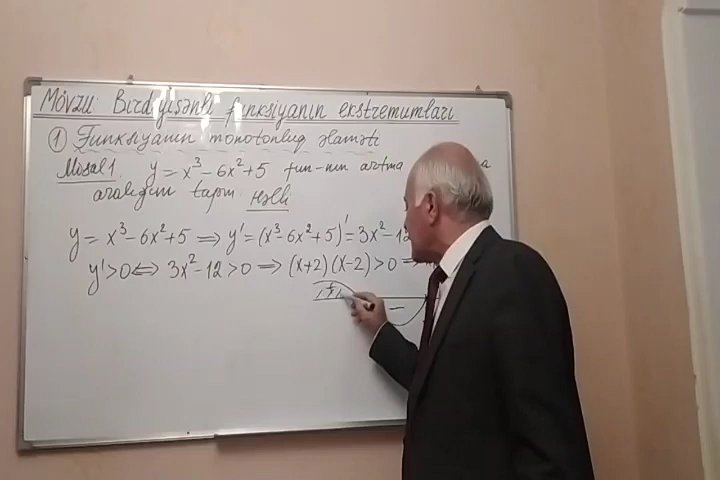 Mövzu: Birdəyişənli funksiyanın ekstremumları
① Funksiyanın monotonluq əlaməti
Misal 1. y = x³ - 6x² + 5 fun-nın artma a
aralığını tapın Həlli
y = x³ - 6x² + 5 ⟹ y' = (x³ - 6x² + 5)' = 3x² - 12
y' > 0 ⟺ 3x² - 12 > 0 ⟹ (x+2)(x-2) > 0 ⟹
+ −